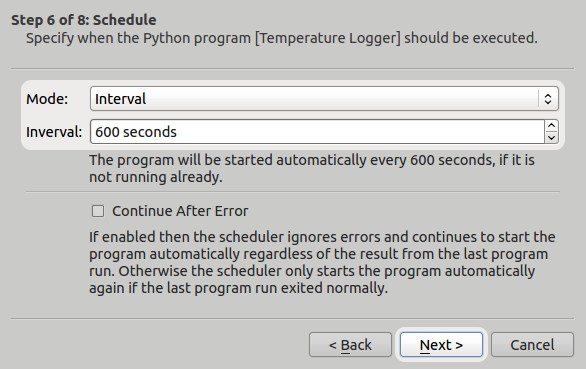 Step 6 of 8: Schedule
Specify when the Python program [Temperature Logger] should be executed.
Mode: Interval
Inverval: 600 seconds
The program will be started automatically every 600 seconds, if it is
not running already.
Continue After Error
If enabled then the scheduler ignores errors and continues to start the
program automatically regardless of the result from the last program
run. Otherwise the scheduler only starts the program automatically
again if the last program run exited normally.
< Back Next > Cancel